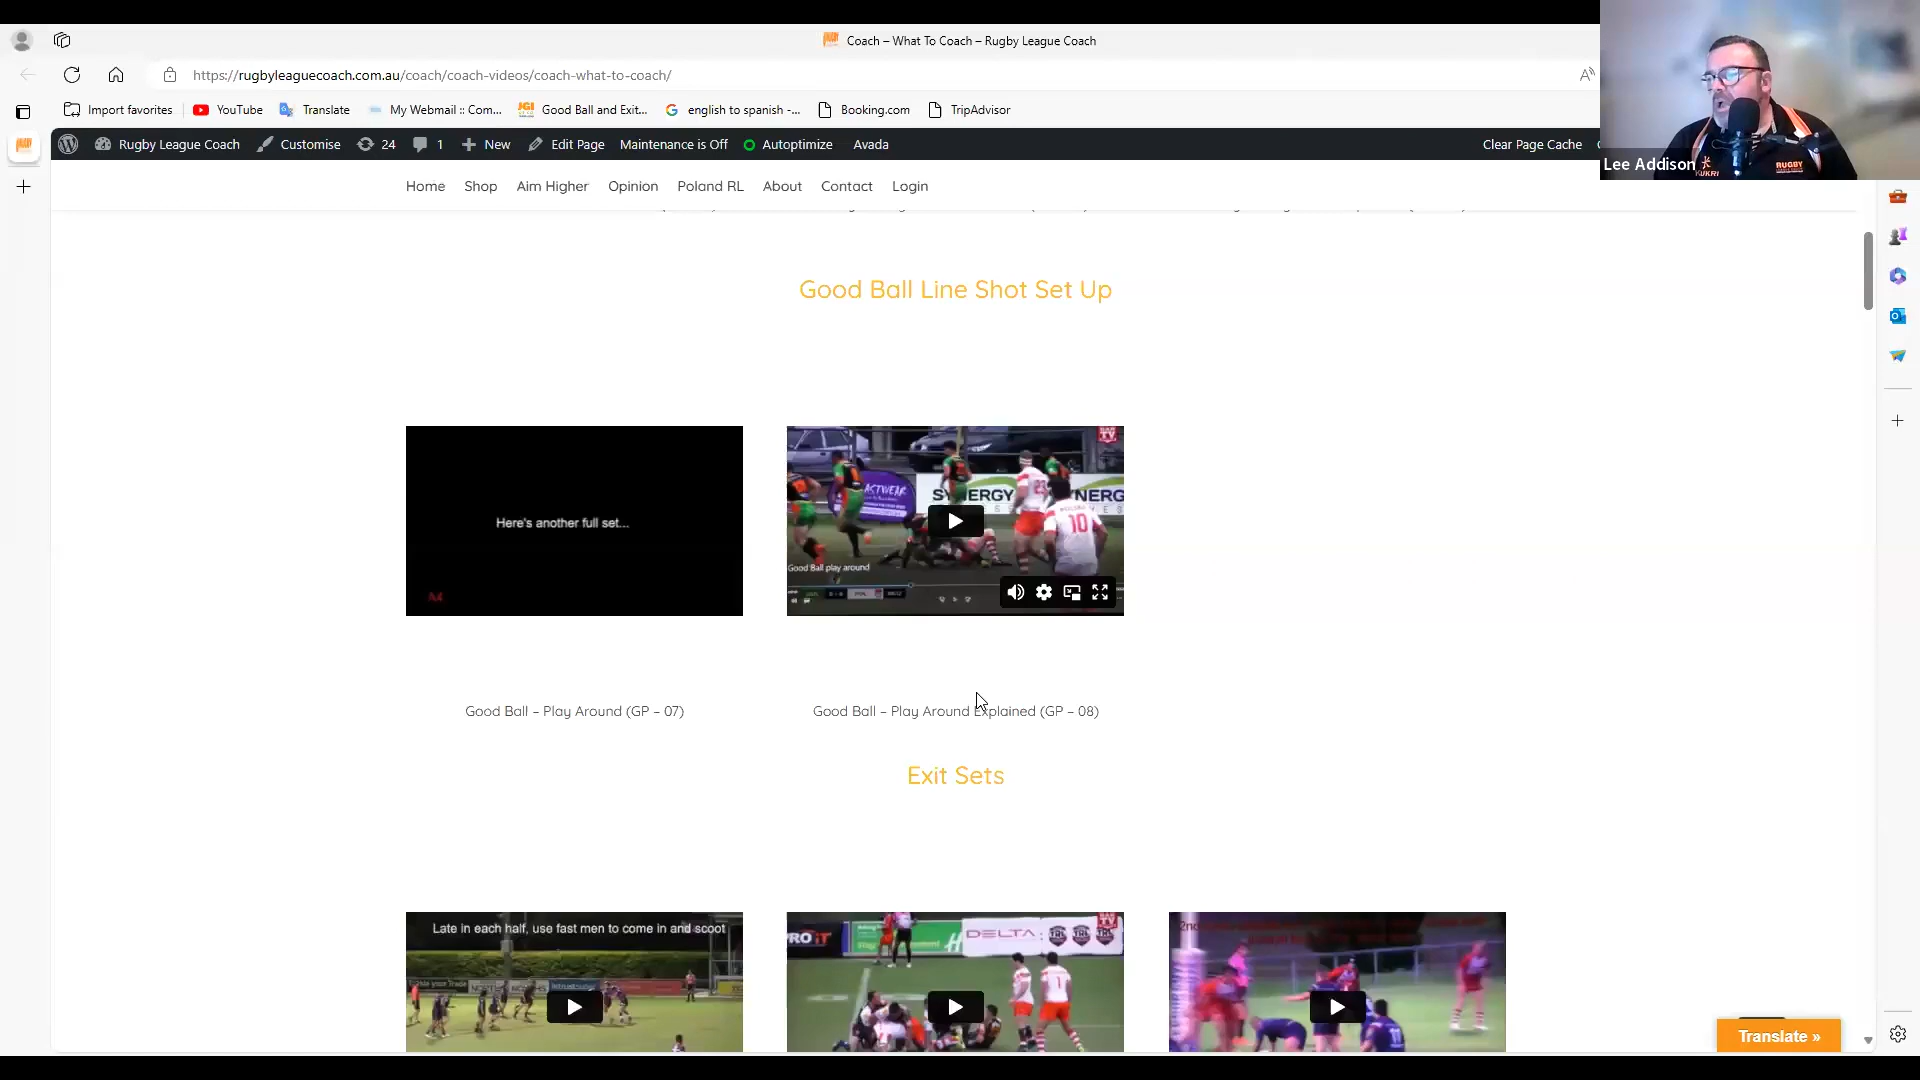 Coach – What To Coach – Rugby League Coach
https://rugbyleaguecoach.com.au/coach/coach-videos/coach-what-to-coach/
Import favorites YouTube Translate My Webmail :: Com... Good Ball and Exit... english to spanish -... Booking.com TripAdvisor
Rugby League Coach Customise 24 1 New Edit Page Maintenance is Off Autoptimize Avada Clear Page Cache
Lee Addison
KUKRI
RUGBY
Home Shop Aim Higher Opinion Poland RL About Contact Login
Good Ball Line Shot Set Up
Here's another full set...
SYNERGY
10
Good Ball play around
Good Ball – Play Around (GP – 07) Good Ball – Play Around Explained (GP – 08)
Exit Sets
Late in each half, use fast men to come in and scoot
DELTA
Translate »